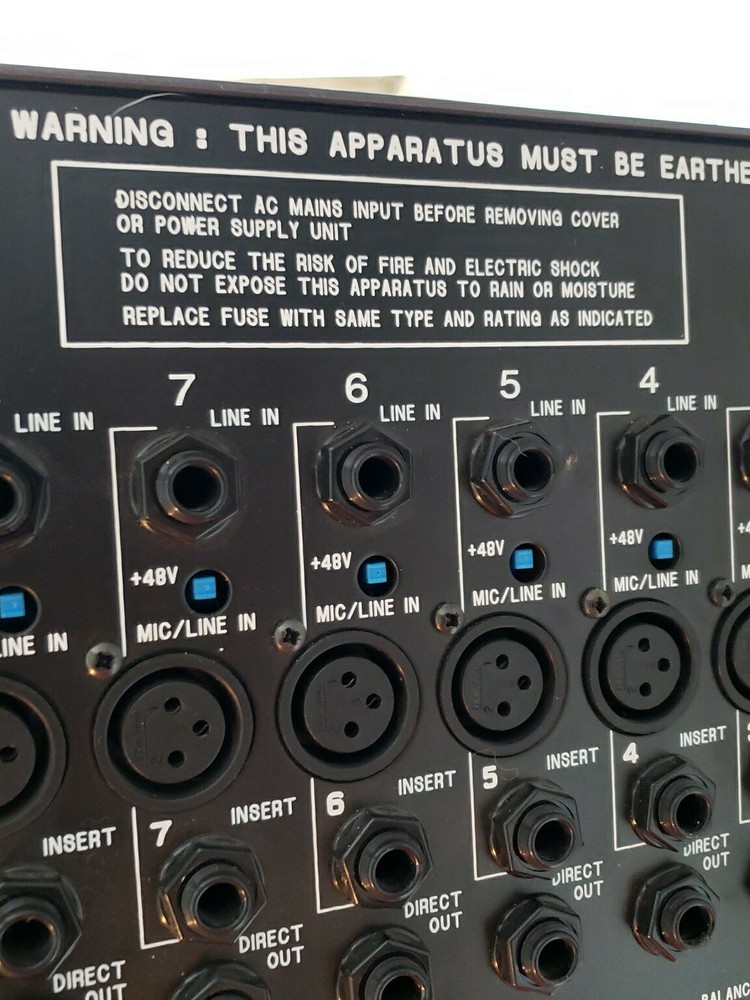 WARNING : THIS APPARATUS MUST BE EARTHE
DISCONNECT AC MAINS INPUT BEFORE REMOVING COVER
OR POWER SUPPLY UNIT
TO REDUCE THE RISK OF FIRE AND ELECTRIC SHOCK
DO NOT EXPOSE THIS APPARATUS TO RAIN OR MOISTURE
REPLACE FUSE WITH SAME TYPE AND RATING AS INDICATED
7 6 5 4
LINE IN LINE IN LINE IN LINE IN LINE IN
+48V +48V +48V +48V +4
LINE IN MIC/LINE IN MIC/LINE IN MIC/LINE IN MIC/LINE IN
INSERT 7 INSERT 6 INSERT 5 INSERT 4 INSERT
DIRECT
OUT
DIRECT
OUT
DIRECT
OUT
DIRECT
OUT
DIRECT
OUT
BALANC